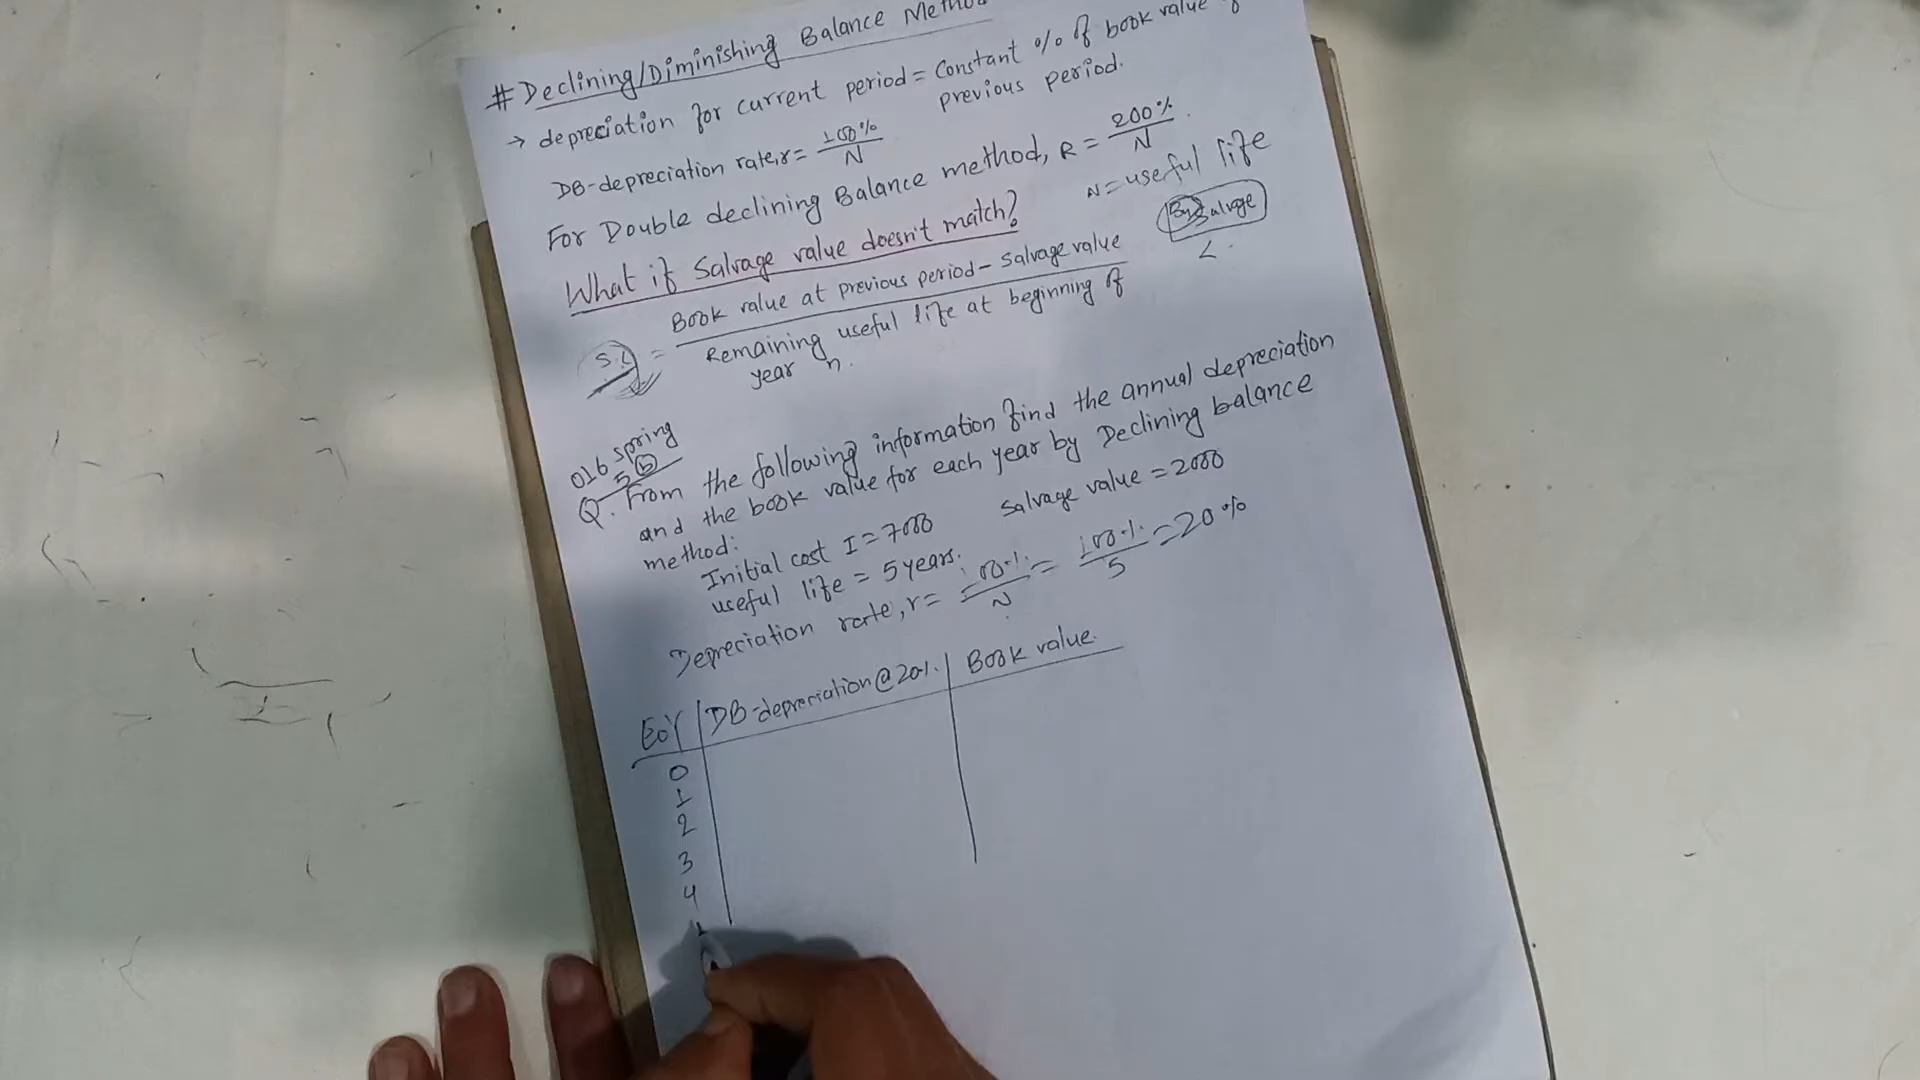 #Declining/Diminishing Balance Metho
→ depreciation for current period = Constant % of book value of
previous period.
DB-depreciation rate,r = 100%/N
For Double declining Balance method, R = 200%/N
N = useful life
What if Salvage value doesn't match?
Salvage
S.L = Book value at previous period - Salvage value
Remaining useful life at beginning of
year n.
016 spring
5 (b)
Q. From the following information find the annual depreciation
and the book value for each year by Declining balance
method:
Initial cost I = 7000 Salvage value = 2000
useful life = 5 years.
Depreciation rate, r = 100%/N = 100%/5 = 20%
EOY DB-depreciation@20% Book value
0
1
2
3
4